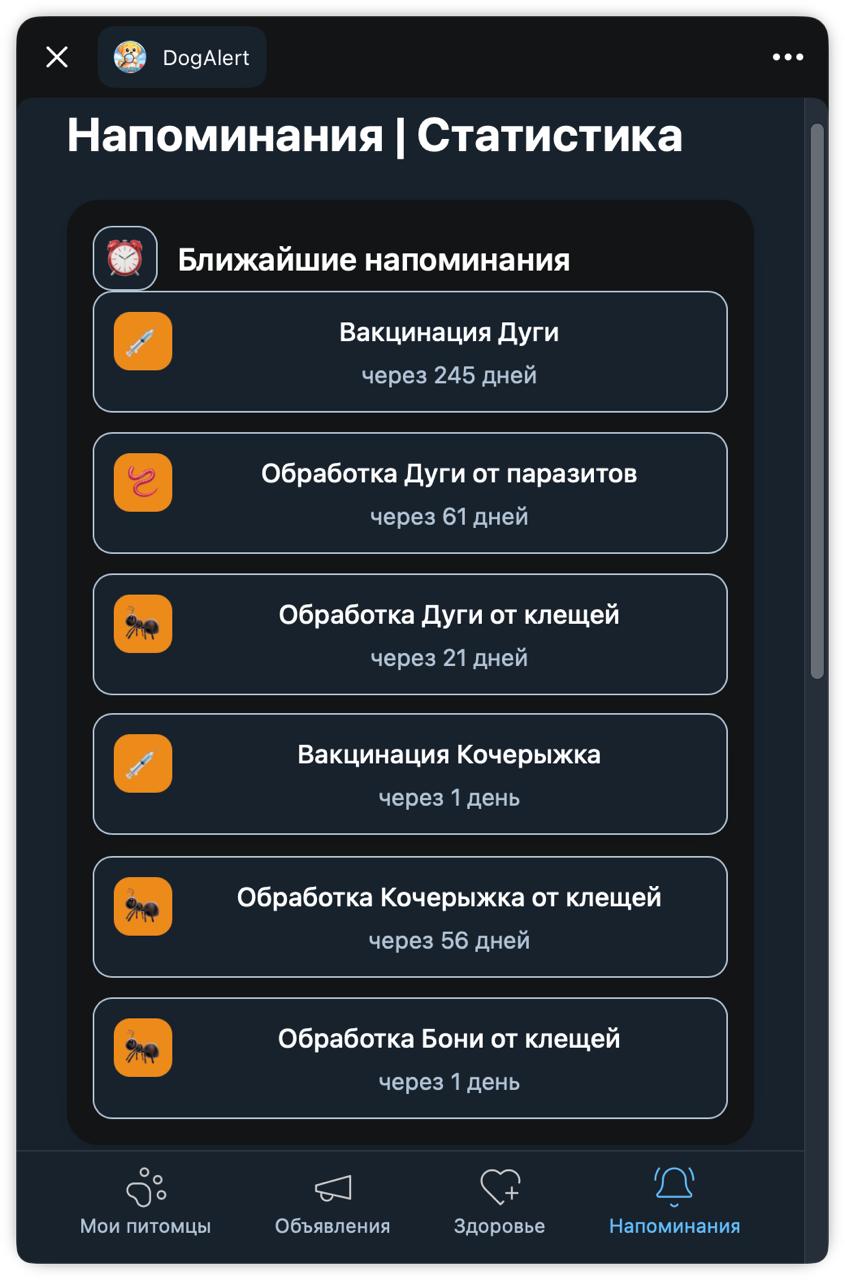 DogAlert
Напоминания | Статистика
Ближайшие напоминания
Вакцинация Дуги
через 245 дней
Обработка Дуги от паразитов
через 61 дней
Обработка Дуги от клещей
через 21 дней
Вакцинация Кочерыжка
через 1 день
Обработка Кочерыжка от клещей
через 56 дней
Обработка Бони от клещей
через 1 день
Мои питомцы
Объявления
Здоровье
Напоминания